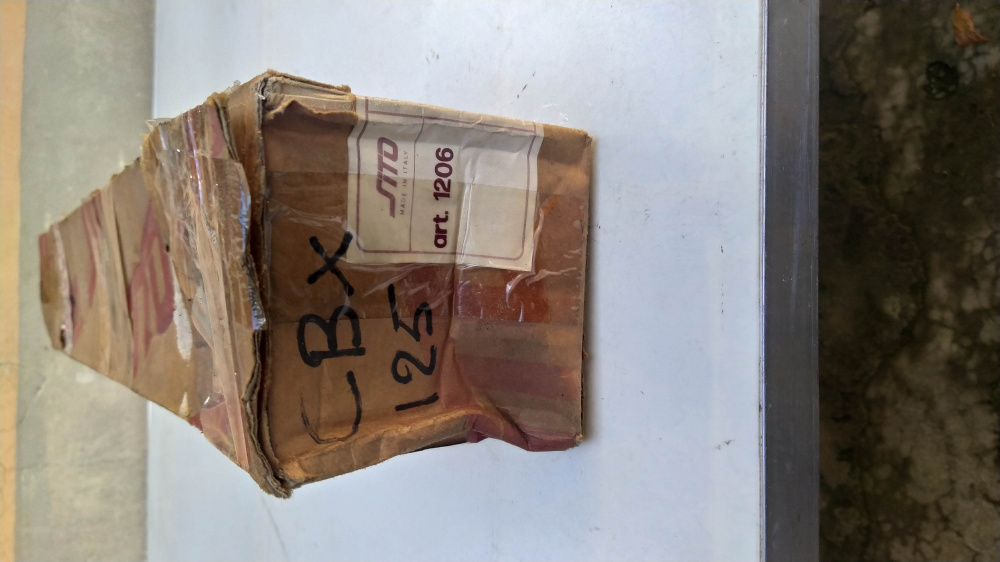 SITO
MADE IN ITALY
art. 1206
CBX
125